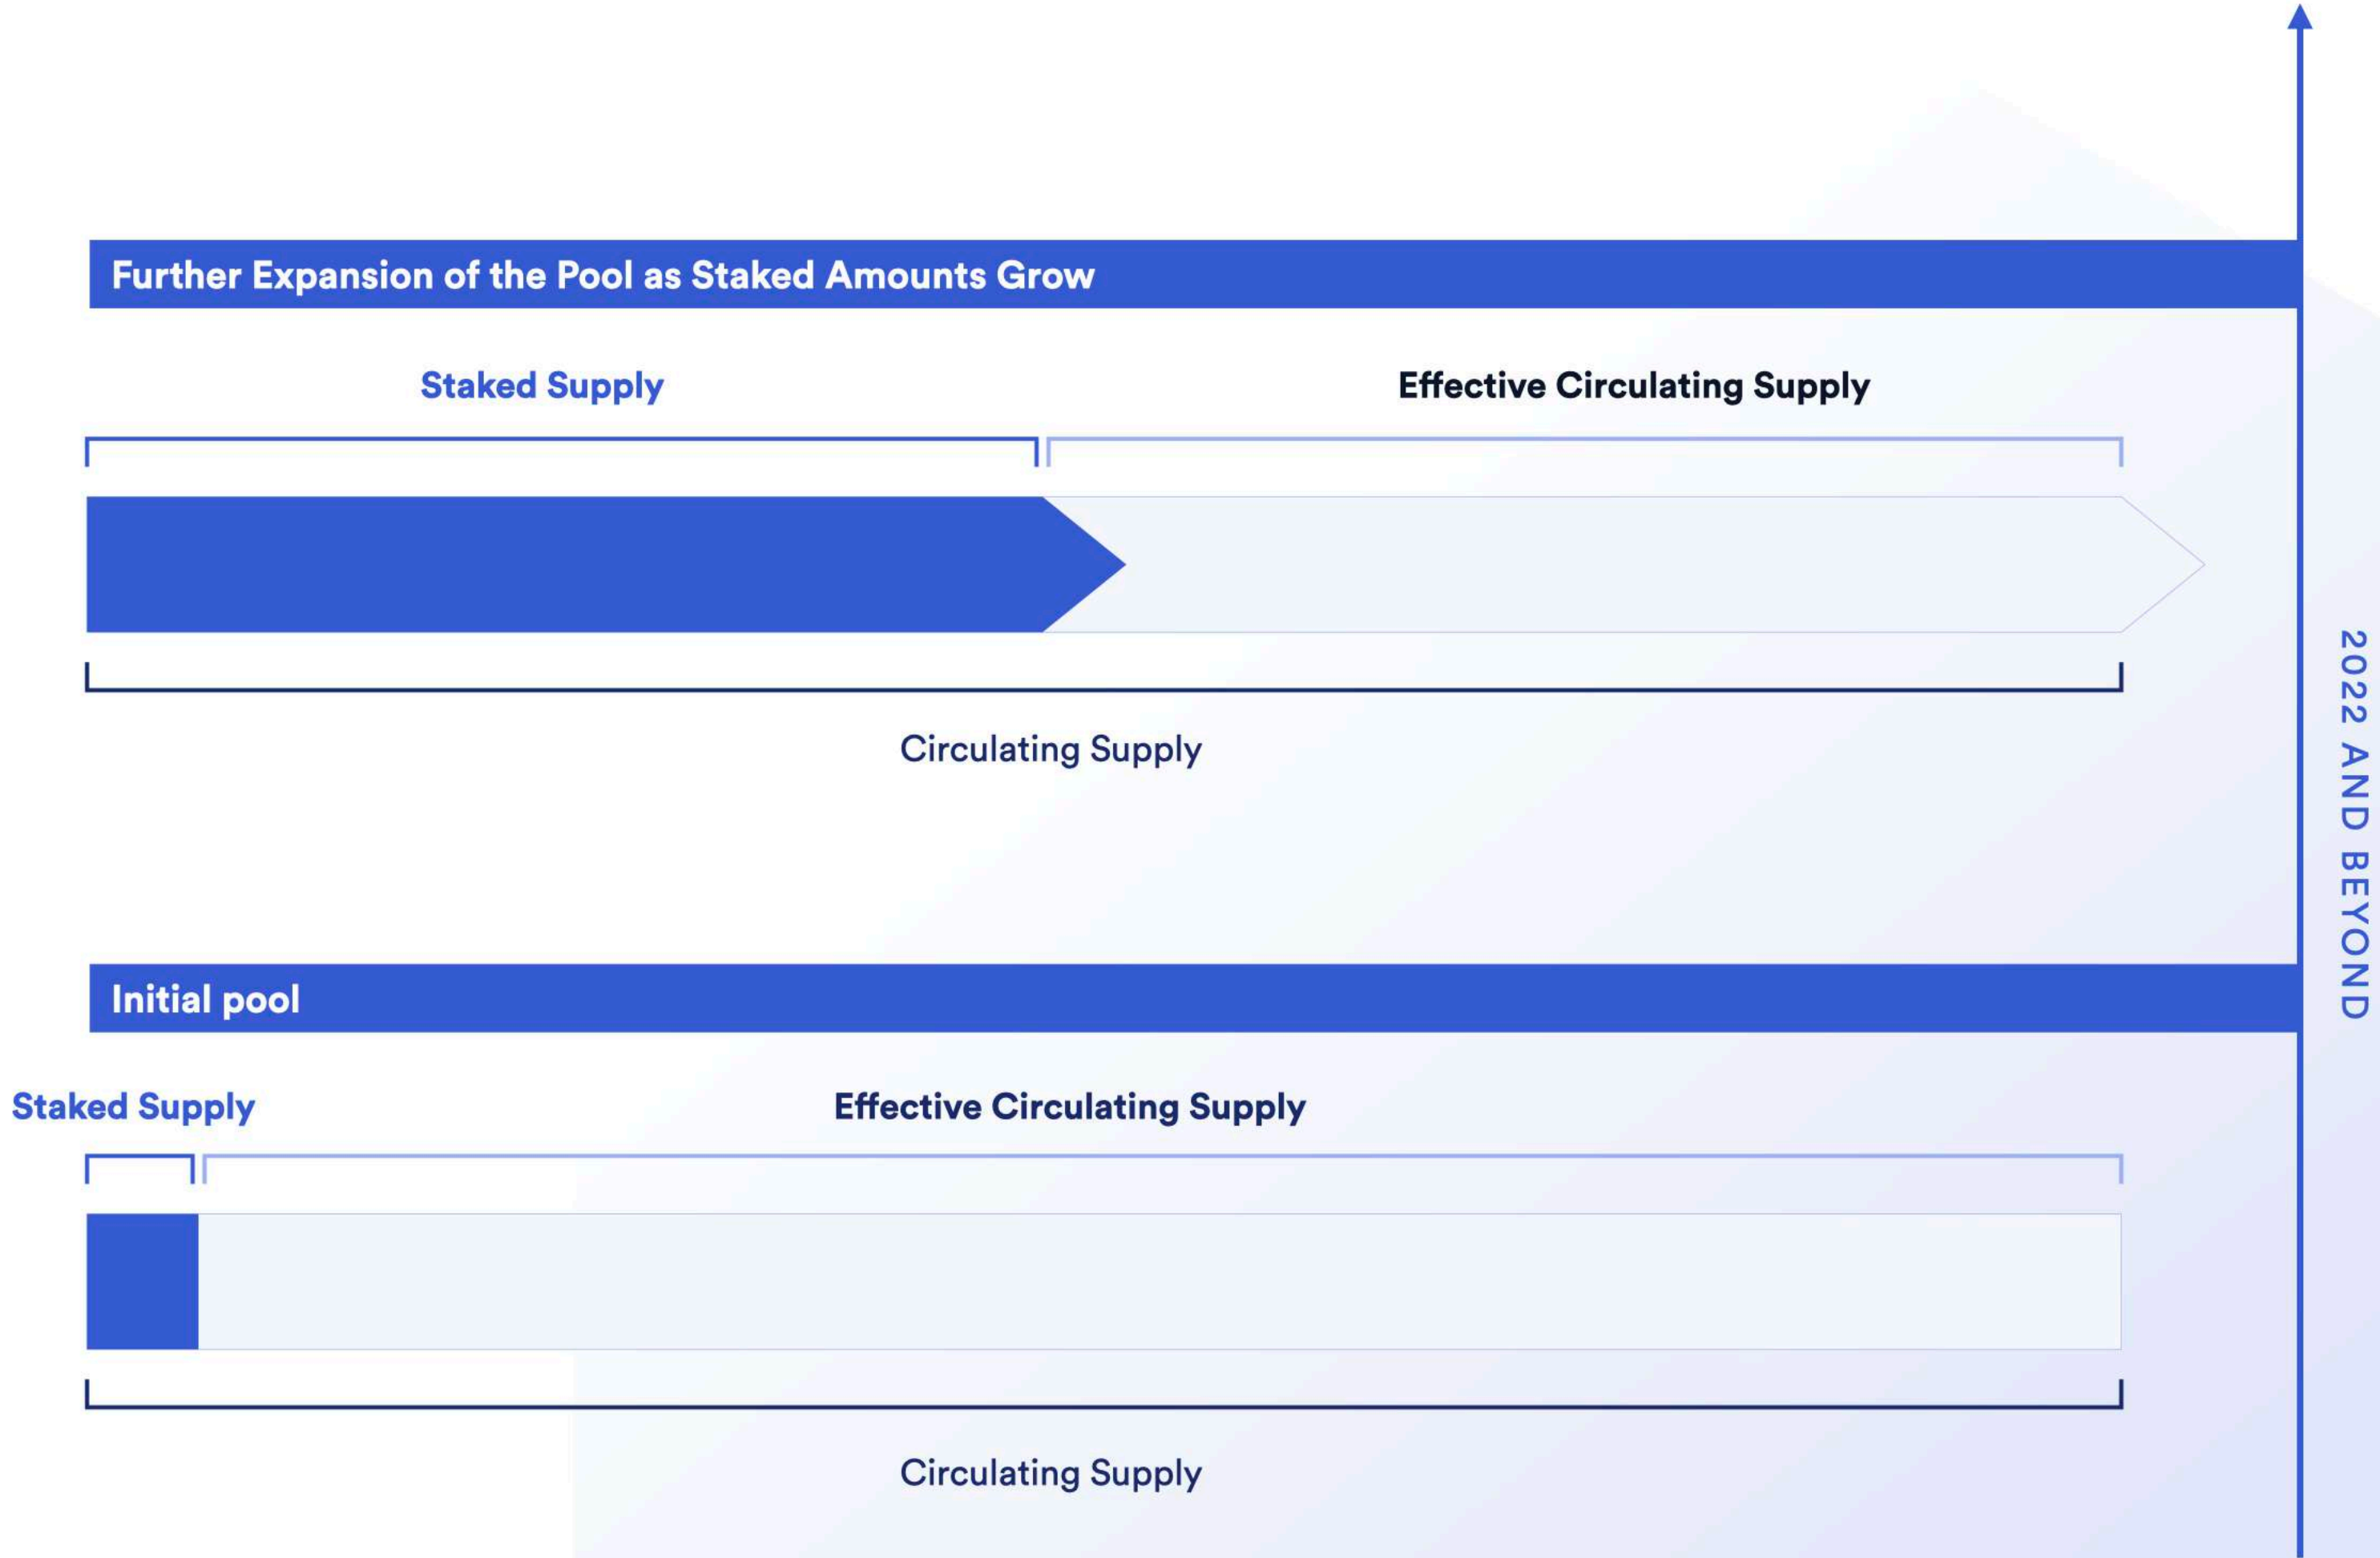 Further Expansion of the Pool as Staked Amounts Grow
Staked Supply
Effective Circulating Supply
Circulating Supply
2022 AND BEYOND
Initial pool
Staked Supply
Effective Circulating Supply
Circulating Supply